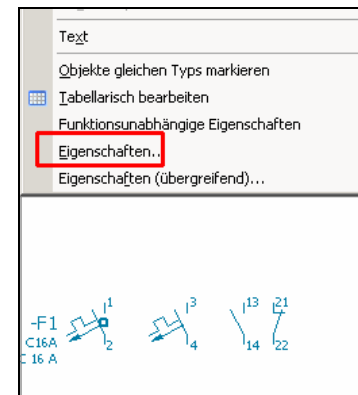 Text
Objekte gleichen Typs markieren
Tabellarisch bearbeiten
Funktionsunabhängige Eigenschaften
Eigenschaften..
Eigenschaften (übergreifend)...
1 3 13 21
-F1
C16A 2 4 14 22
C 16 A